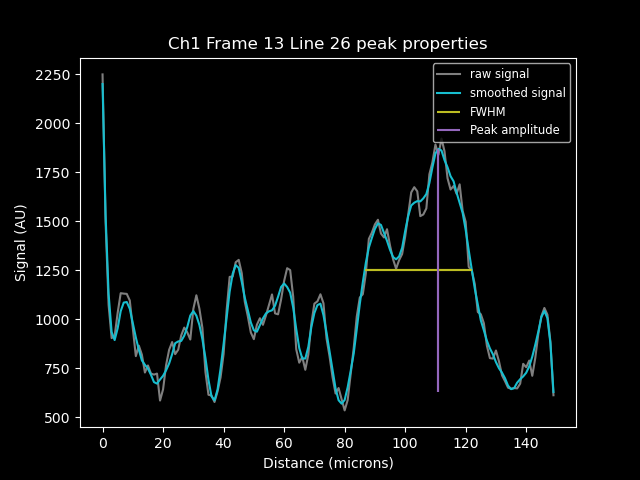 Ch1 Frame 13 Line 26 peak properties
raw signal
smoothed signal
FWHM
Peak amplitude
Signal (AU)
2250
2000
1750
1500
1250
1000
750
500
0 20 40 60 80 100 120 140
Distance (microns)